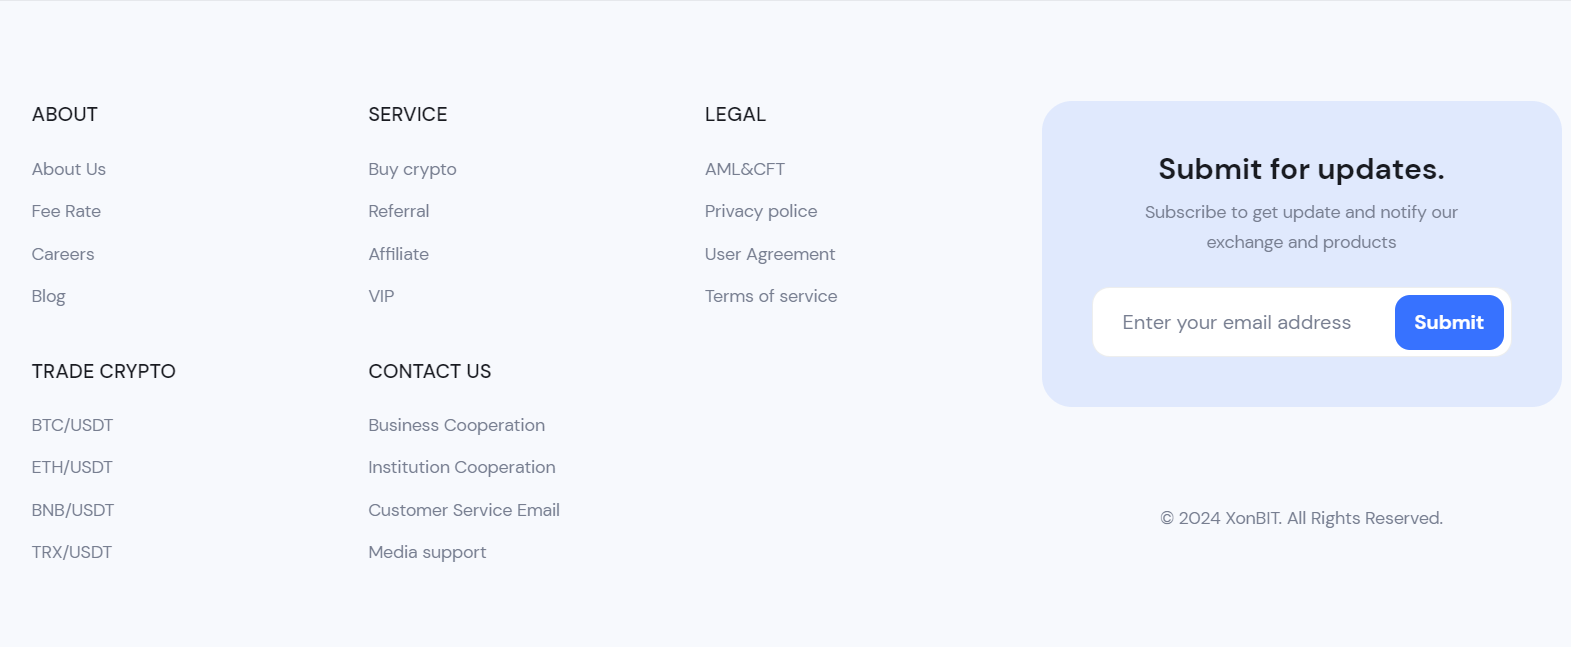 ABOUT
About Us
Fee Rate
Careers
Blog
SERVICE
Buy crypto
Referral
Affiliate
VIP
LEGAL
AML&CFT
Privacy police
User Agreement
Terms of service
TRADE CRYPTO
BTC/USDT
ETH/USDT
BNB/USDT
TRX/USDT
CONTACT US
Business Cooperation
Institution Cooperation
Customer Service Email
Media support
Submit for updates.
Subscribe to get update and notify our
exchange and products
Enter your email address
Submit
© 2024 XonBIT. All Rights Reserved.